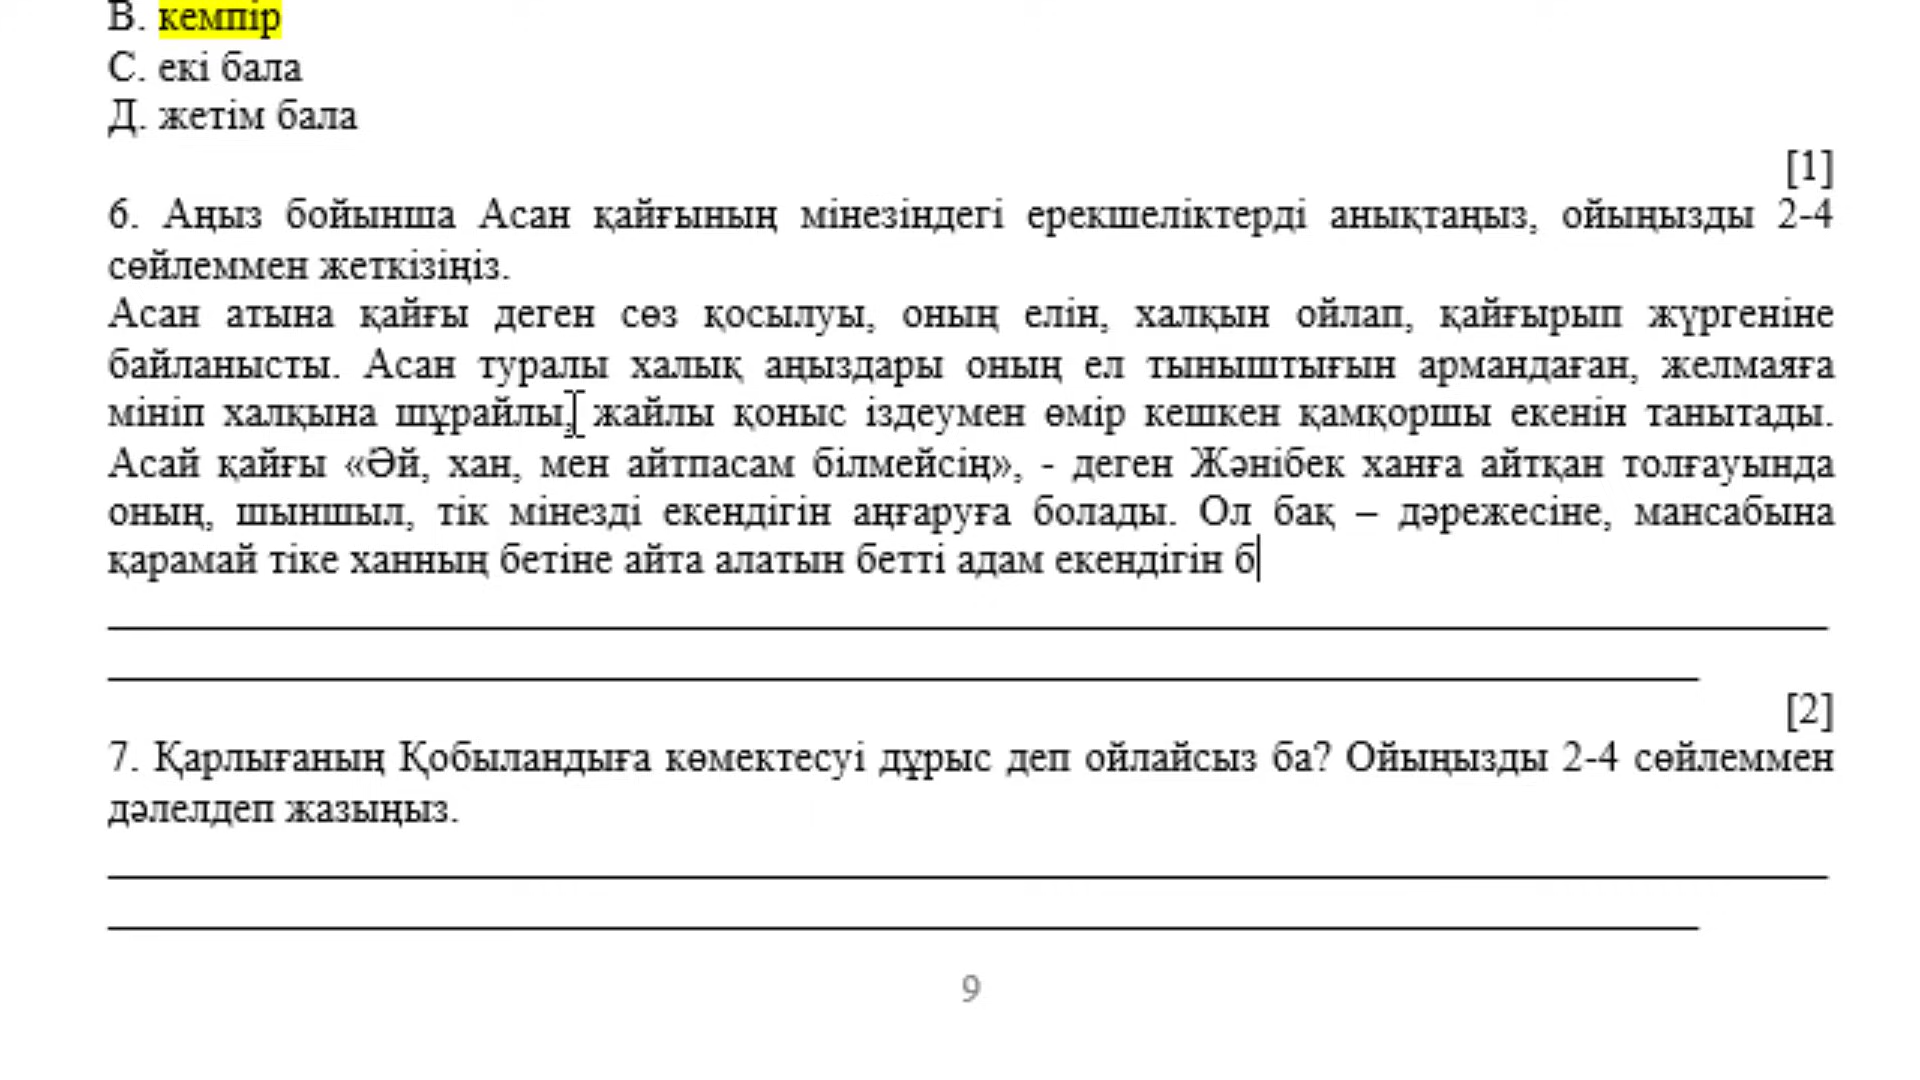 В. кемпір
С. екі бала
Д. жетім бала
[1]
6. Аңыз бойынша Асан қайғының мінезіндегі ерекшеліктерді анықтаңыз, ойыңызды 2-4
сөйлеммен жеткізіңіз.
Асан атына қайғы деген сөз қосылуы, оның елін, халқын ойлап, қайғырып жүргеніне
байланысты. Асан туралы халық аңыздары оның ел тыныштығын армандаған, желмаяға
мініп халқына шұрайлы, жайлы қоныс іздеумен өмір кешкен қамқоршы екенін танытады.
Асай қайғы «Әй, хан, мен айтпасам білмейсің», - деген Жәнібек ханға айтқан толғауында
оның, шыншыл, тік мінезді екендігін аңғаруға болады. Ол бақ – дәрежесіне, мансабына
қарамай тіке ханның бетіне айта алатын бетті адам екендігін б
[2]
7. Қарлығаның Қобыландыға көмектесуі дұрыс деп ойлайсыз ба? Ойыңызды 2-4 сөйлеммен
дәлелдеп жазыңыз.
9